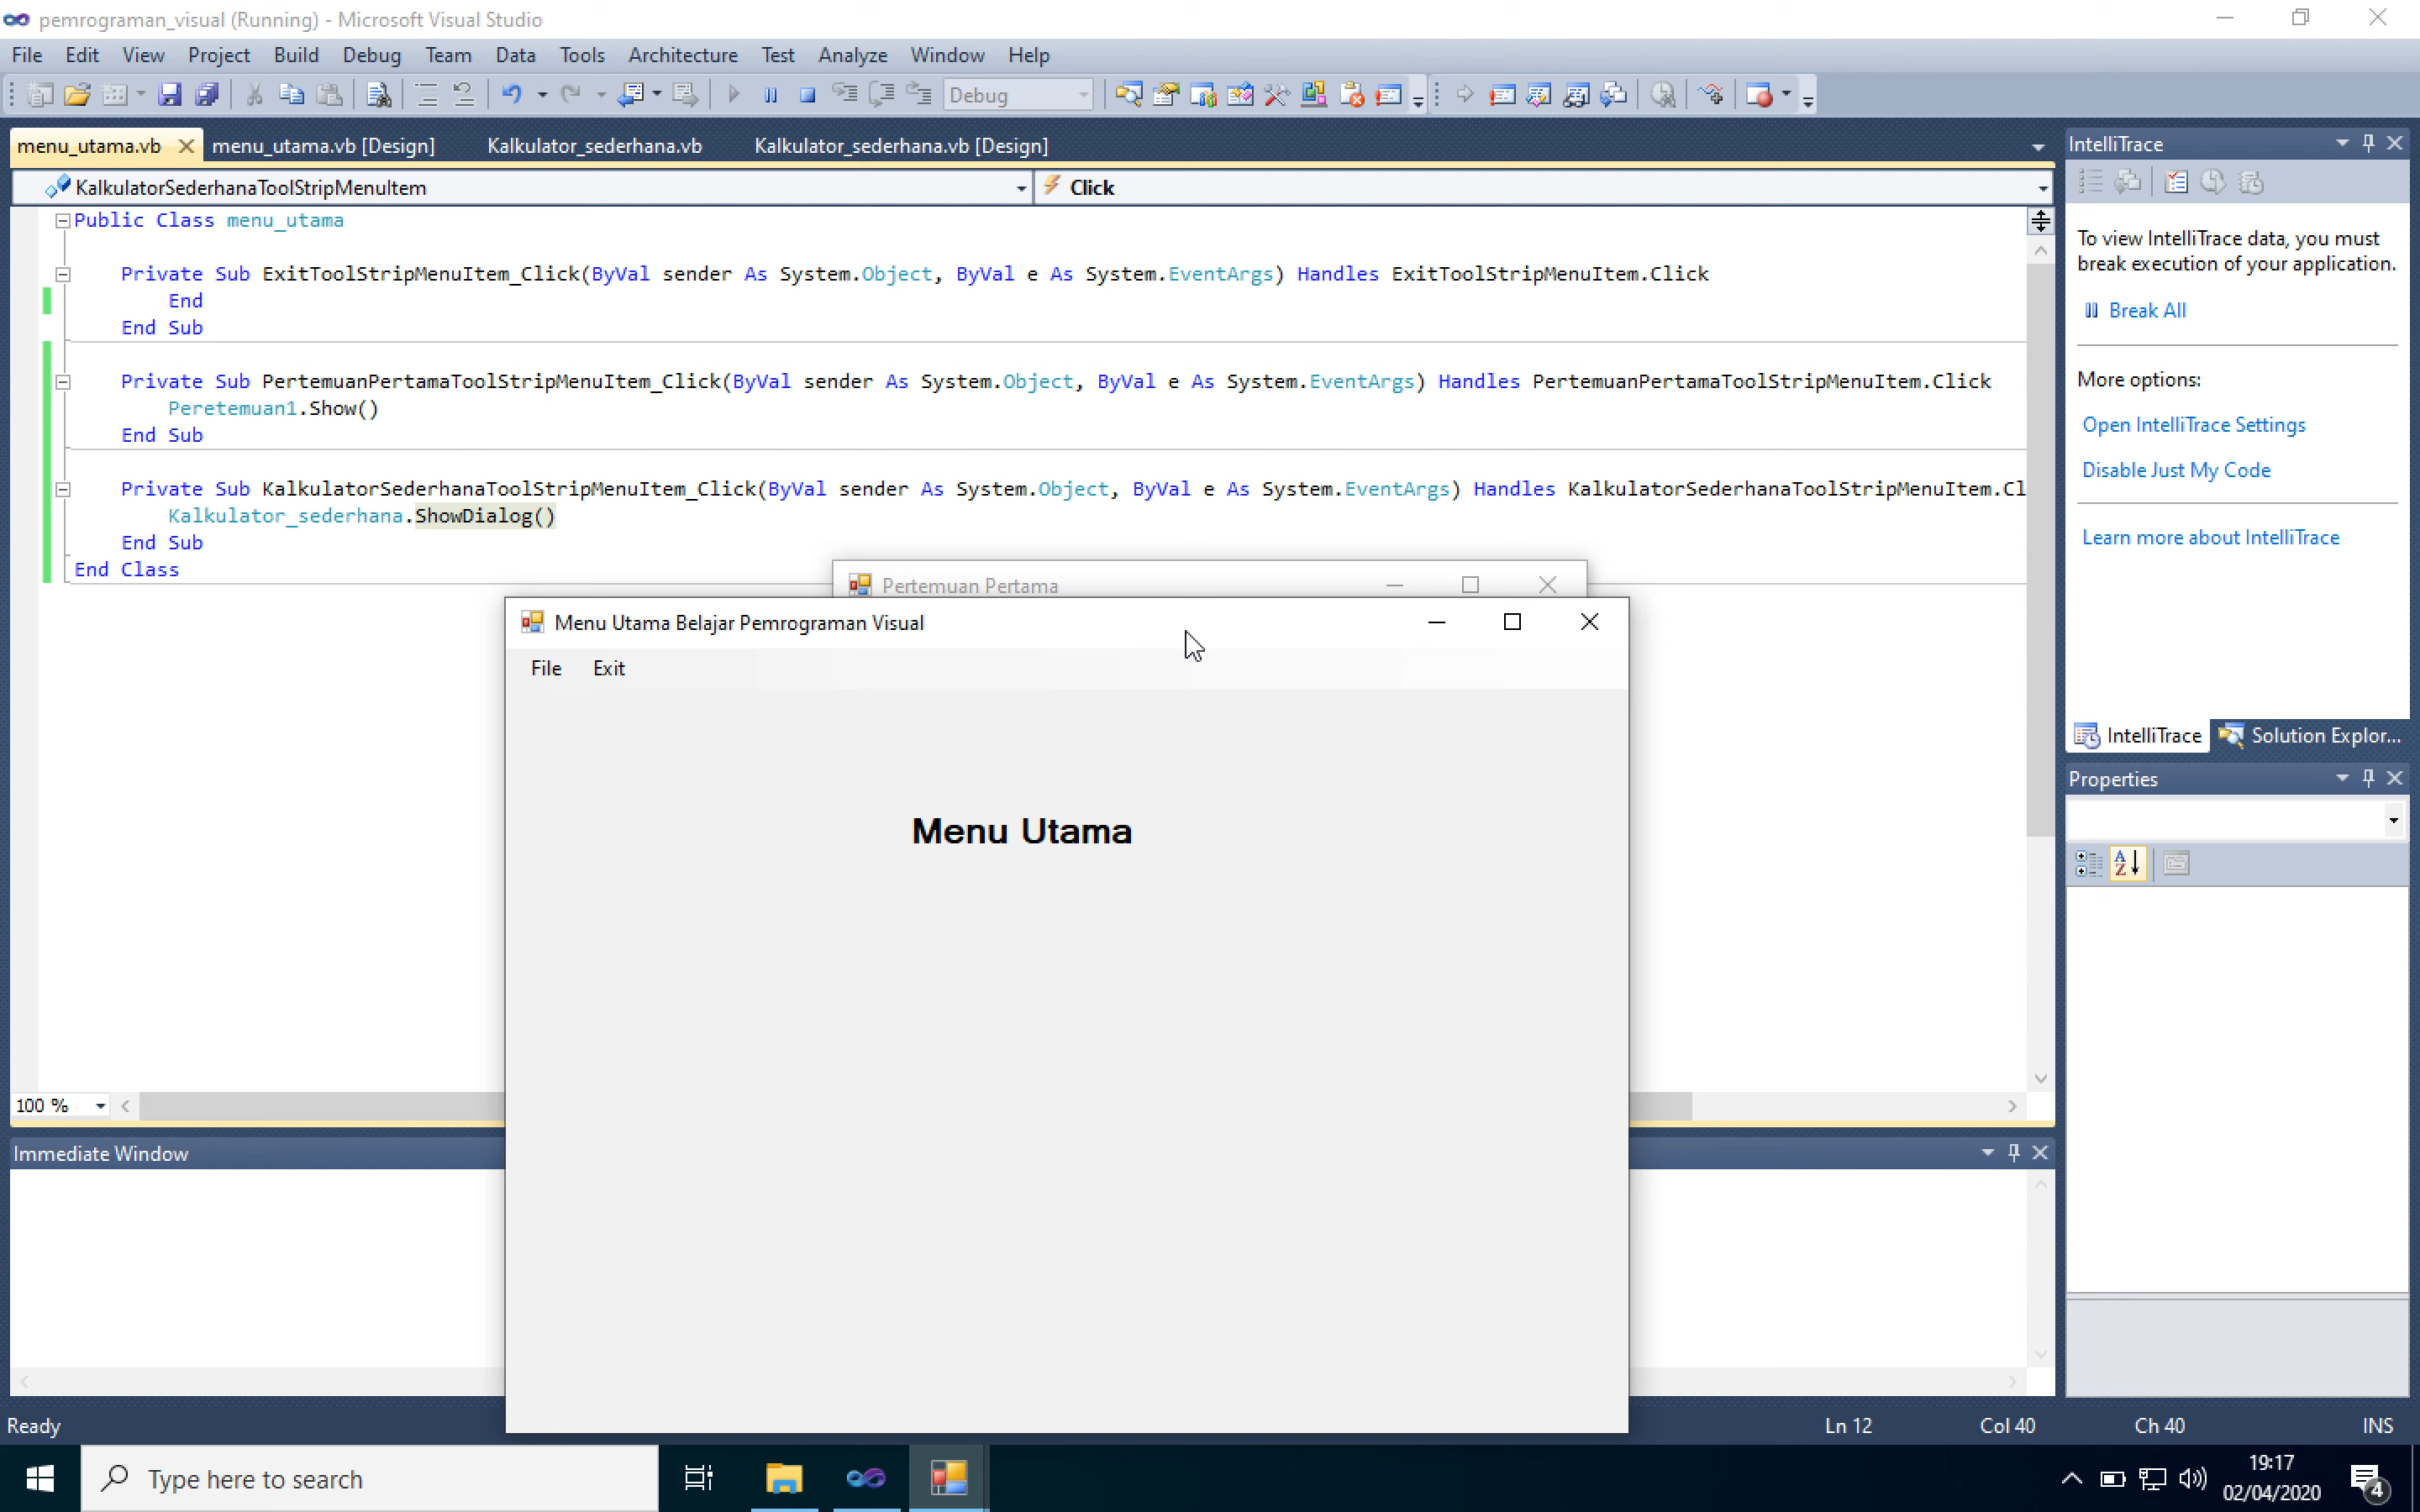 pemrograman_visual (Running) - Microsoft Visual Studio
File Edit View Project Build Debug Team Data Tools Architecture Test Analyze Window Help
Debug
menu_utama.vb menu_utama.vb [Design] Kalkulator_sederhana.vb Kalkulator_sederhana.vb [Design]
KalkulatorSederhanaToolStripMenuItem Click
Public Class menu_utama
Private Sub ExitToolStripMenuItem_Click(ByVal sender As System.Object, ByVal e As System.EventArgs) Handles ExitToolStripMenuItem.Click
End
End Sub
Private Sub PertemuanPertamaToolStripMenuItem_Click(ByVal sender As System.Object, ByVal e As System.EventArgs) Handles PertemuanPertamaToolStripMenuItem.Click
Peretemuan1.Show()
End Sub
Private Sub KalkulatorSederhanaToolStripMenuItem_Click(ByVal sender As System.Object, ByVal e As System.EventArgs) Handles KalkulatorSederhanaToolStripMenuItem.Cl
Kalkulator_sederhana.ShowDialog()
End Sub
End Class
Pertemuan Pertama
Menu Utama Belajar Pemrograman Visual
File Exit
Menu Utama
100 %
Immediate Window
IntelliTrace
To view IntelliTrace data, you must
break execution of your application.
Break All
More options:
Open IntelliTrace Settings
Disable Just My Code
Learn more about IntelliTrace
IntelliTrace Solution Explor...
Properties
A
Z
Ready Ln 12 Col 40 Ch 40 INS
Type here to search
19:17
02/04/2020
4